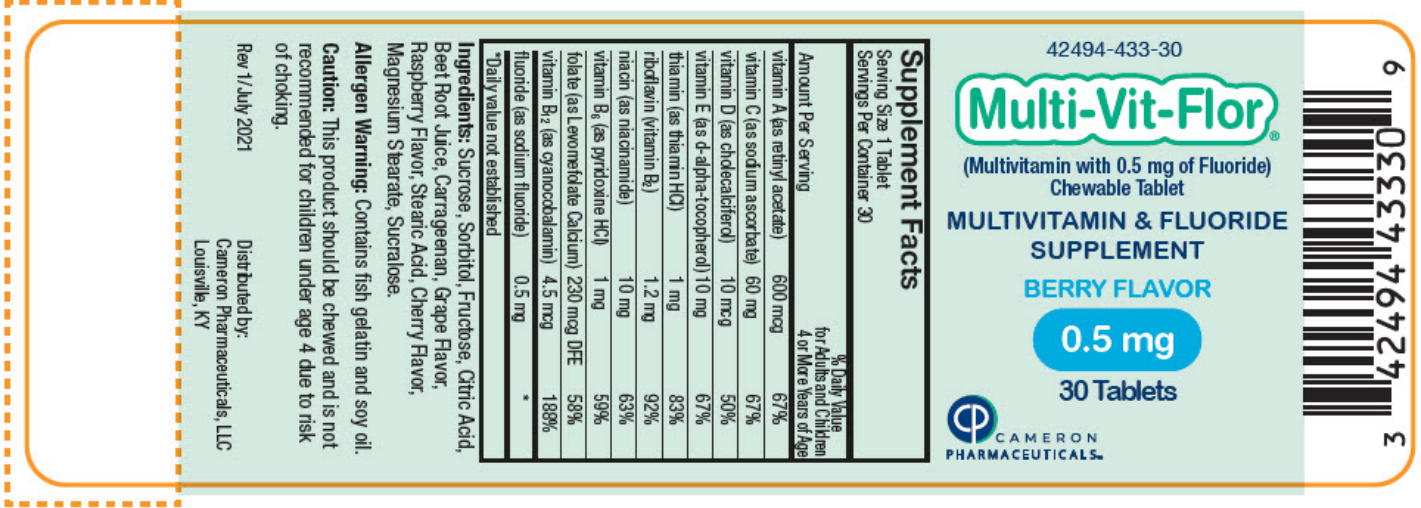 42494-433-30
Multi-Vit-Flor®
(Multivitamin with 0.5 mg of Fluoride)
Chewable Tablet
MULTIVITAMIN & FLUORIDE
SUPPLEMENT
BERRY FLAVOR
0.5 mg
30 Tablets
CP
CAMERON
PHARMACEUTICALS™
3 42494 43330 9
Supplement Facts
Serving Size 1 Tablet
Servings Per Container 30
Amount Per Serving
% Daily Value
for Adults and Children
4 or More Years of Age
vitamin A (as retinyl acetate) 600 mcg 67%
vitamin C (as sodium ascorbate) 60 mg 67%
vitamin D (as cholecalciferol) 10 mcg 50%
vitamin E (as d-alpha-tocopherol) 10 mg 67%
thiamin (as thiamin HCl) 1 mg 83%
riboflavin (vitamin B₂) 1.2 mg 92%
niacin (as niacinamide) 10 mg 63%
vitamin B₆ (as pyridoxine HCl) 1 mg 59%
folate (as Levomefolate Calcium) 230 mcg DFE 58%
vitamin B₁₂ (as cyanocobalamin) 4.5 mcg 188%
fluoride (as sodium fluoride) 0.5 mg *
*Daily value not established
Ingredients: Sucrose, Sorbitol, Fructose, Citric Acid,
Beet Root Juice, Carrageenan, Grape Flavor,
Raspberry Flavor, Stearic Acid, Cherry Flavor,
Magnesium Stearate, Sucralose.
Allergen Warning: Contains fish gelatin and soy oil.
Caution: This product should be chewed and is not
recommended for children under age 4 due to risk
of choking.
Rev 1/ July 2021
Distributed by:
Cameron Pharmaceuticals, LLC
Louisville, KY